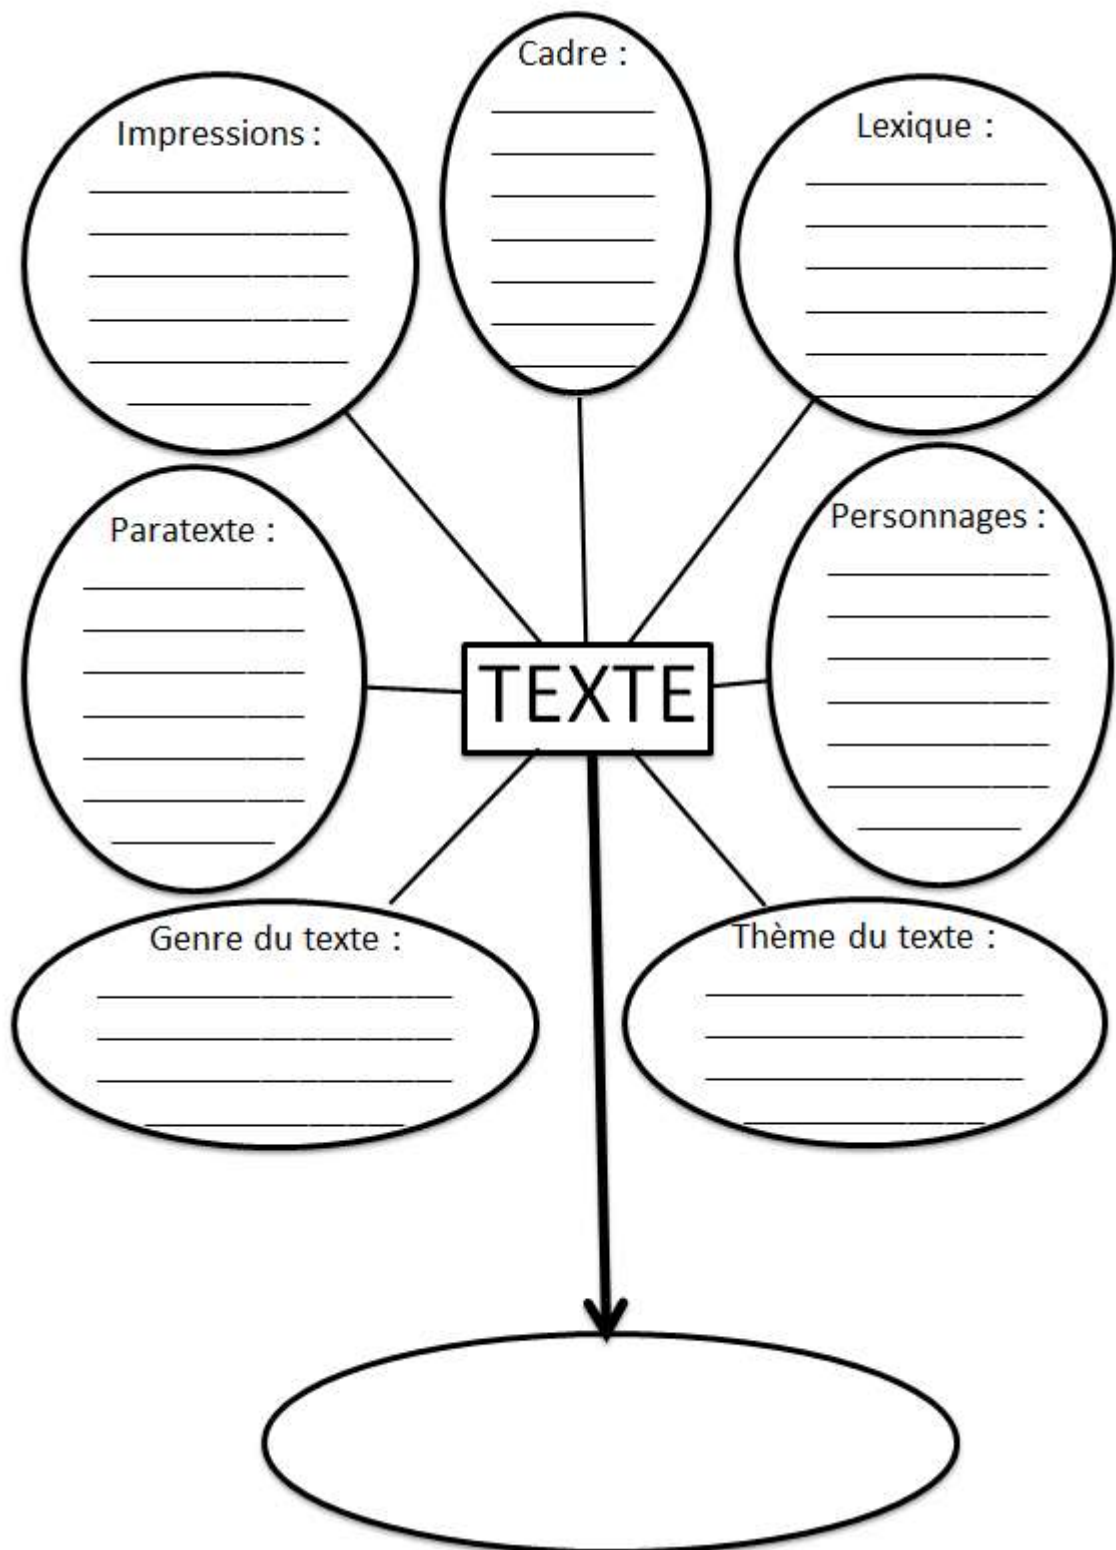 Cadre :
Impressions :
Lexique :
Paratexte :
Personnages :
TEXTE
Genre du texte :
Thème du texte :